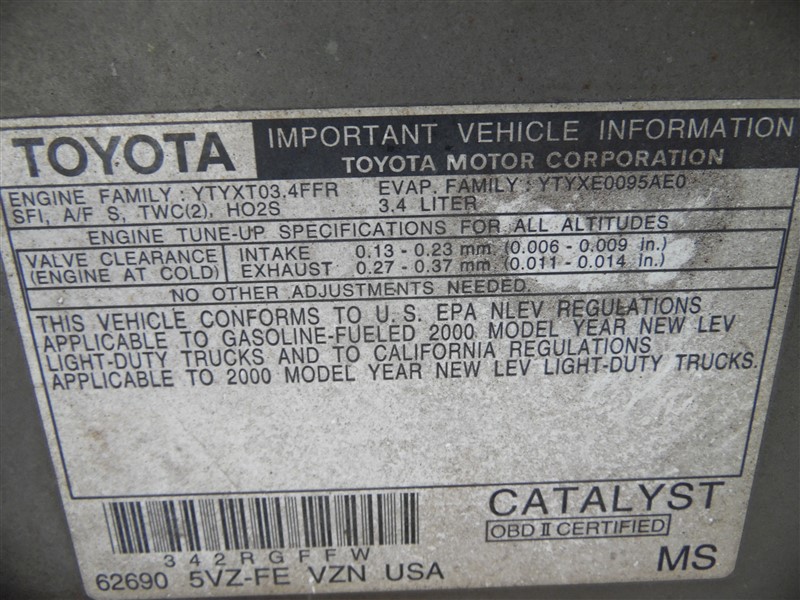 TOYOTA IMPORTANT VEHICLE INFORMATION
TOYOTA MOTOR CORPORATION
ENGINE FAMILY : YTYXT03.4FFR EVAP. FAMILY : YTYXE0095AE0
SFI, A/F S, TWC(2), HO2S 3.4 LITER
ENGINE TUNE-UP SPECIFICATIONS FOR ALL ALTITUDES
VALVE CLEARANCE INTAKE 0.13 - 0.23 mm (0.006 - 0.009 in.)
(ENGINE AT COLD) EXHAUST 0.27 - 0.37 mm (0.011 - 0.014 in.)
NO OTHER ADJUSTMENTS NEEDED.
THIS VEHICLE CONFORMS TO U.S. EPA NLEV REGULATIONS
APPLICABLE TO GASOLINE-FUELED 2000 MODEL YEAR NEW LEV
LIGHT-DUTY TRUCKS AND TO CALIFORNIA REGULATIONS
APPLICABLE TO 2000 MODEL YEAR NEW LEV LIGHT-DUTY TRUCKS.
CATALYST
OBD II CERTIFIED
342RGFFW
62690 5VZ-FE VZN USA MS